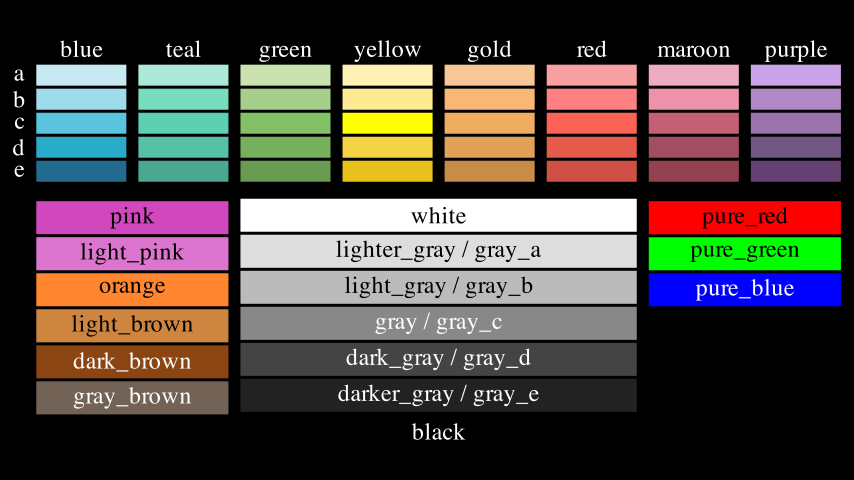 blue teal green yellow gold red maroon purple
a
b
c
d
e
pink white pure_red
light_pink lighter_gray / gray_a pure_green
orange light_gray / gray_b pure_blue
light_brown gray / gray_c
dark_brown dark_gray / gray_d
gray_brown darker_gray / gray_e
black